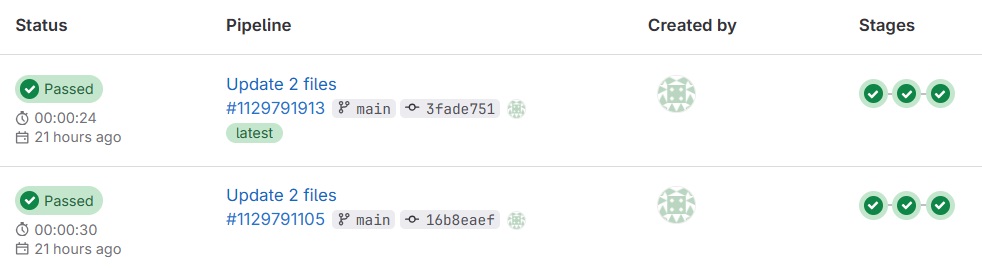 Status Pipeline Created by Stages
Passed Update 2 files
#1129791913 main 3fade751
00:00:24
latest
21 hours ago
Passed Update 2 files
#1129791105 main 16b8eaef
00:00:30
21 hours ago